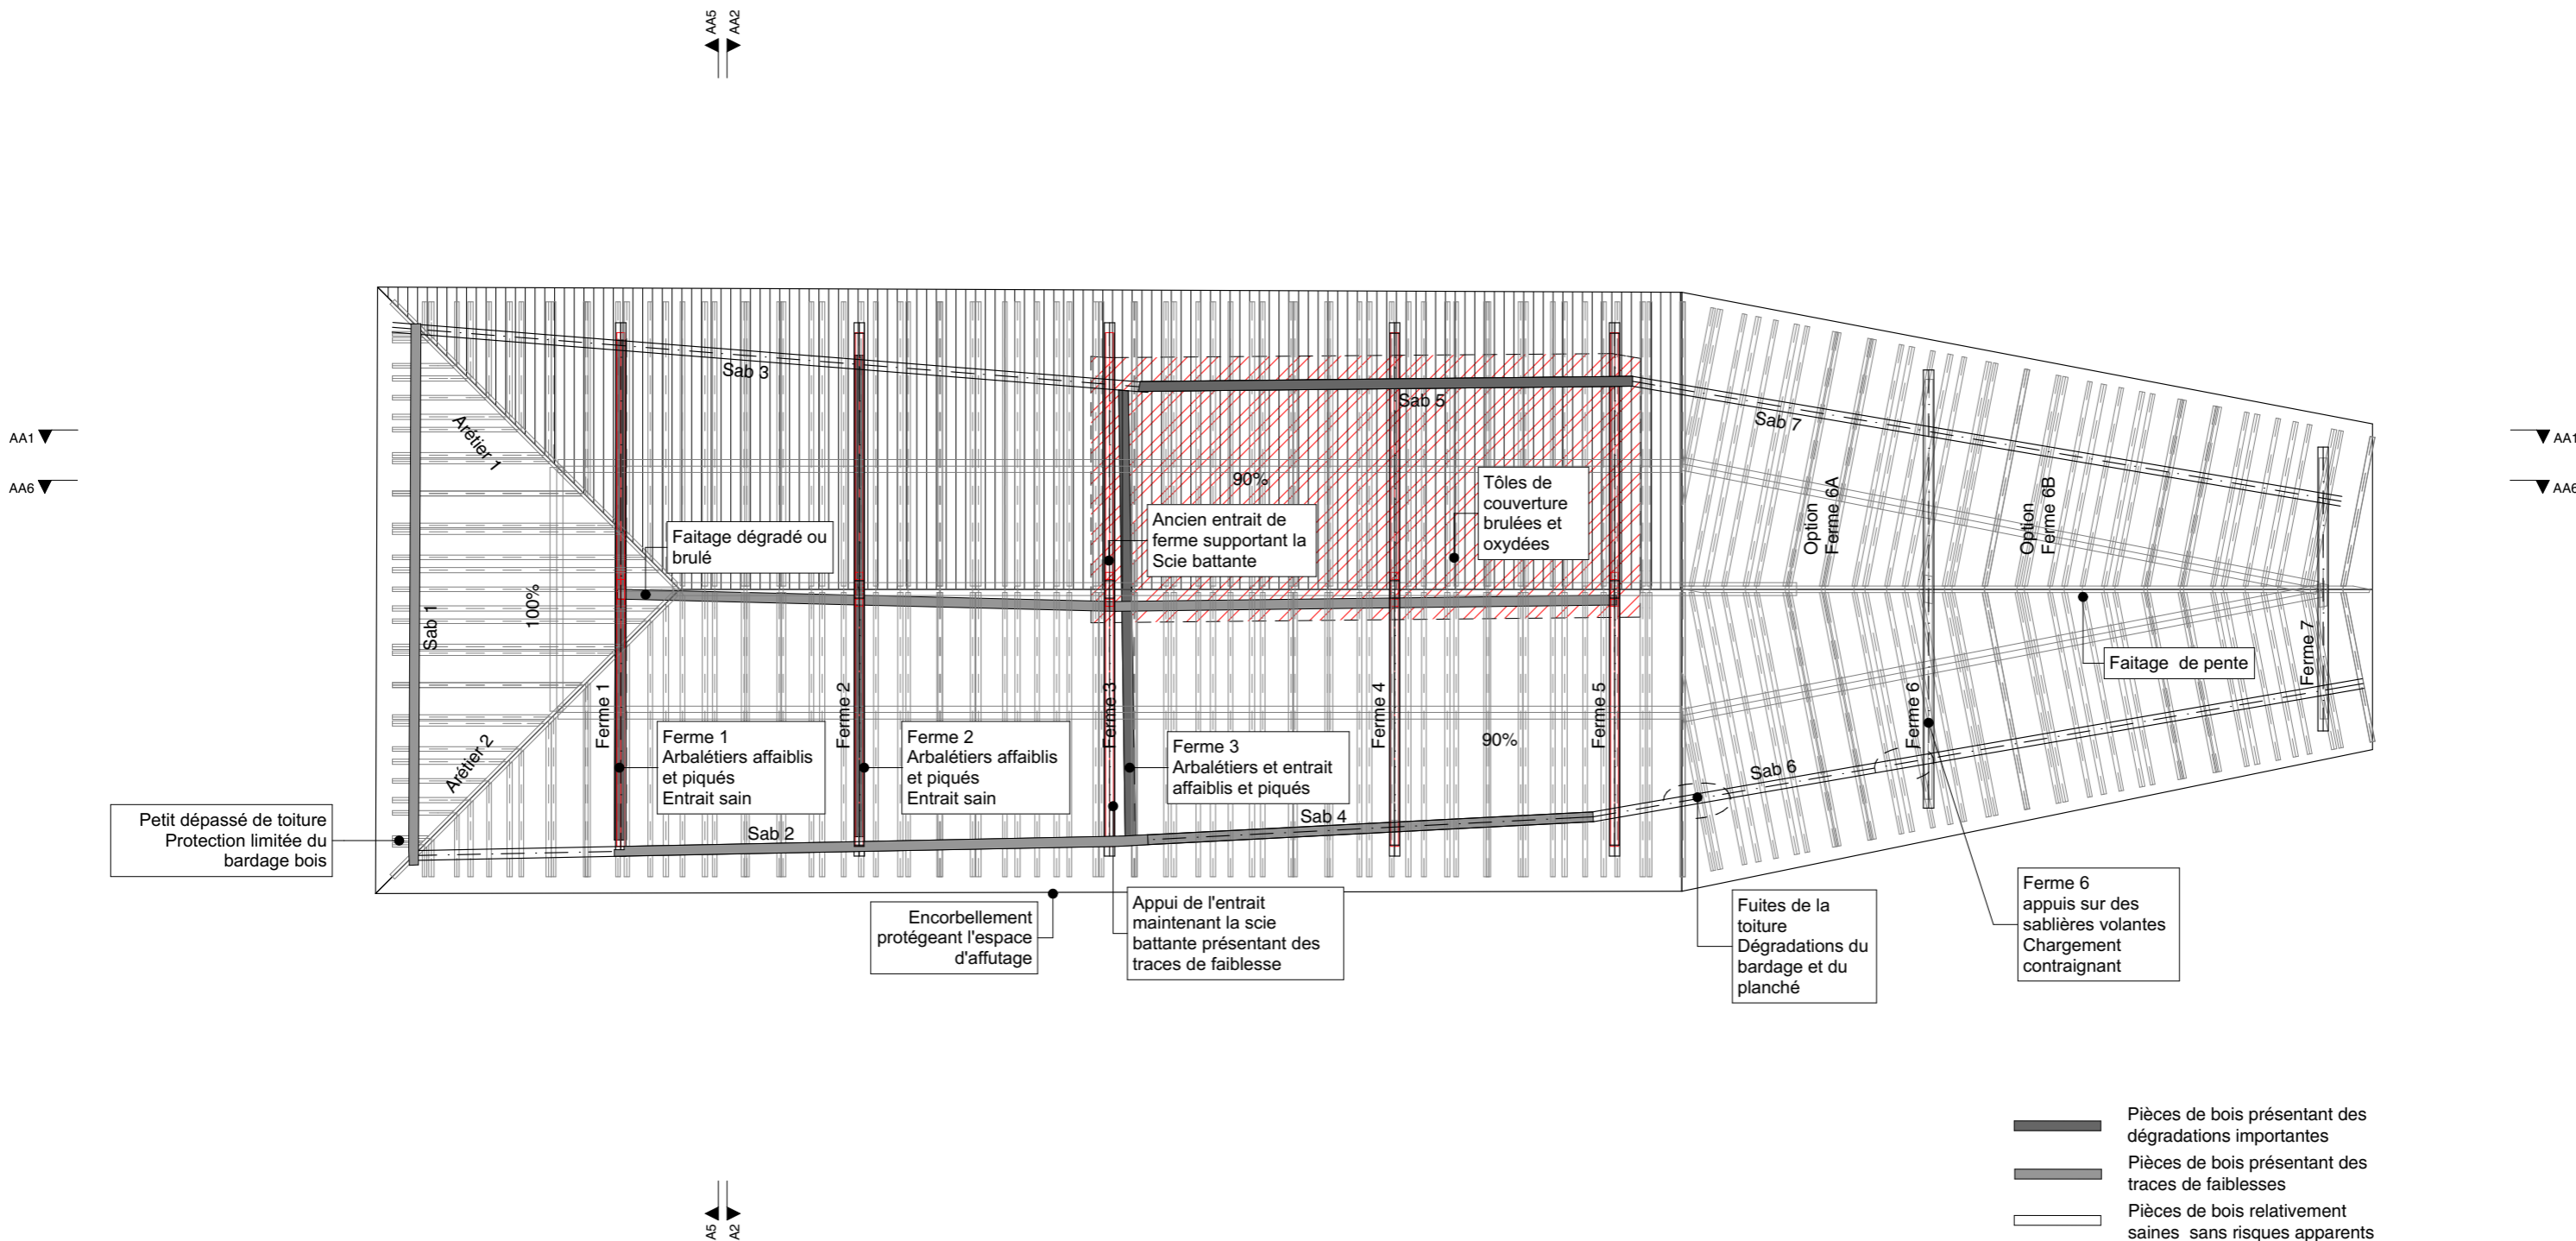 AA5
AA2
AA1
AA1
AA6
AA6
Sab 3
Sab 5
Sab 7
Arétier 1
90%
Option
Ferme 6A
Option
Ferme 6B
Tôles de
couverture
brulées et
oxydées
Ancien entrait de
ferme supportant la
Scie battante
Faitage dégradé ou
brulé
100%
Sab 1
Ferme 1
Ferme 2
Ferme 3
Ferme 4
Ferme 5
Ferme 6
Ferme 7
Faitage  de pente
Arétier 2
Ferme 1
Arbalétiers affaiblis
et piqués
Entrait sain
Ferme 2
Arbalétiers affaiblis
et piqués
Entrait sain
Ferme 3
Arbalétiers et entrait
affaiblis et piqués
90%
Sab 6
Sab 2
Sab 4
Petit dépassé de toiture
Protection limitée du
bardage bois
Encorbellement
protégeant l'espace
d'affutage
Appui de l'entrait
maintenant la scie
battante présentant des
traces de faiblesse
Fuites de la
toiture
Dégradations du
bardage et du
planché
Ferme 6
appuis sur des
sablières volantes
Chargement
contraignant
Pièces de bois présentant des
dégradations importantes
Pièces de bois présentant des
traces de faiblesses
Pièces de bois relativement
saines  sans risques apparents
A5
A2